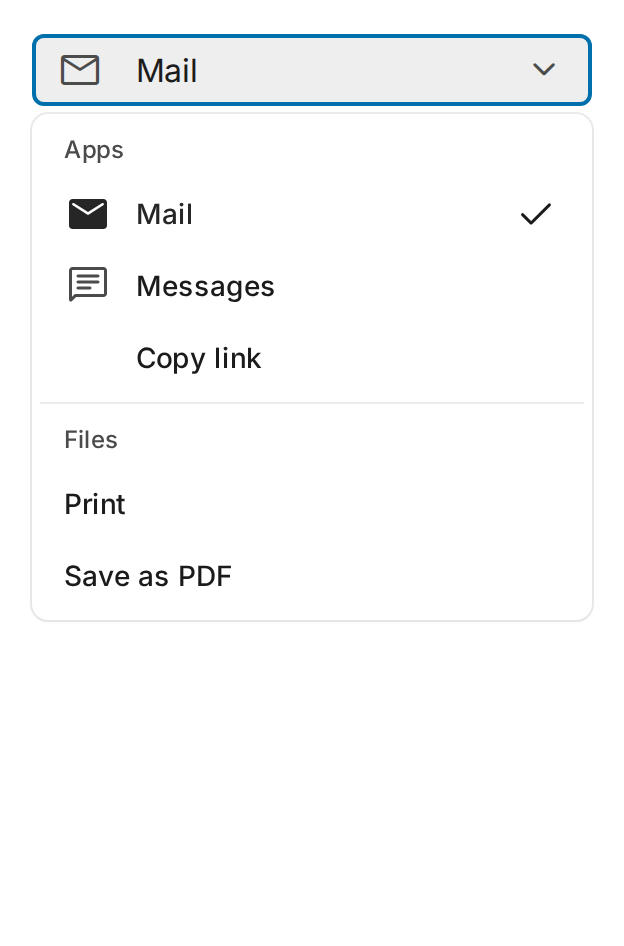 Mail
Apps
Mail
Messages
Copy link
Files
Print
Save as PDF